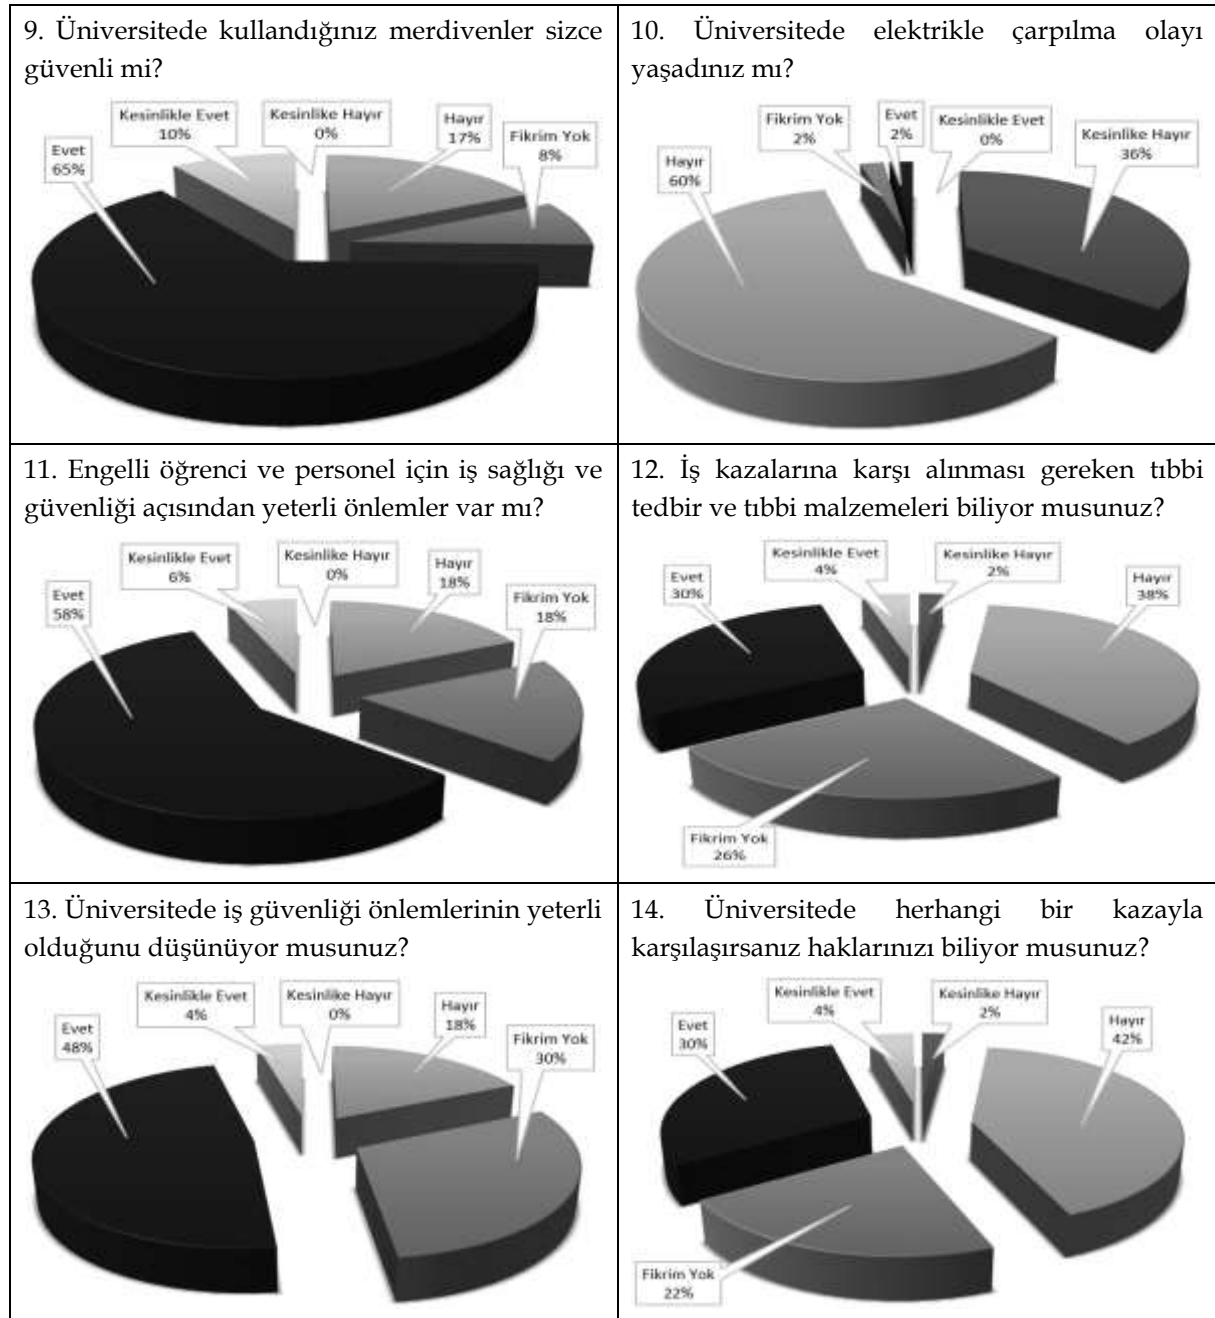 9. Üniversitede kullandığınız merdivenler sizce
güvenli mi?
Kesinlikle Evet
10%
Kesinlike Hayır
0%
Hayır
17%
Fikrim Yok
8%
Evet
65%
10. Üniversitede elektrikle çarpılma olayı
yaşadınız mı?
Fikrim Yok
2%
Evet
2%
Kesinlikle Evet
0%
Kesinlike Hayır
36%
Hayır
60%
11. Engelli öğrenci ve personel için iş sağlığı ve
güvenliği açısından yeterli önlemler var mı?
Kesinlikle Evet
6%
Kesinlike Hayır
0%
Hayır
18%
Fikrim Yok
18%
Evet
58%
12. İş kazalarına karşı alınması gereken tıbbi
tedbir ve tıbbi malzemeleri biliyor musunuz?
Kesinlikle Evet
4%
Kesinlike Hayır
2%
Evet
30%
Hayır
38%
Fikrim Yok
26%
13. Üniversitede iş güvenliği önlemlerinin yeterli
olduğunu düşünüyor musunuz?
Kesinlikle Evet
4%
Kesinlike Hayır
0%
Hayır
18%
Fikrim Yok
30%
Evet
48%
14. Üniversitede herhangi bir kazayla
karşılaşırsanız haklarınızı biliyor musunuz?
Kesinlikle Evet
4%
Kesinlike Hayır
2%
Evet
30%
Hayır
42%
Fikrim Yok
22%